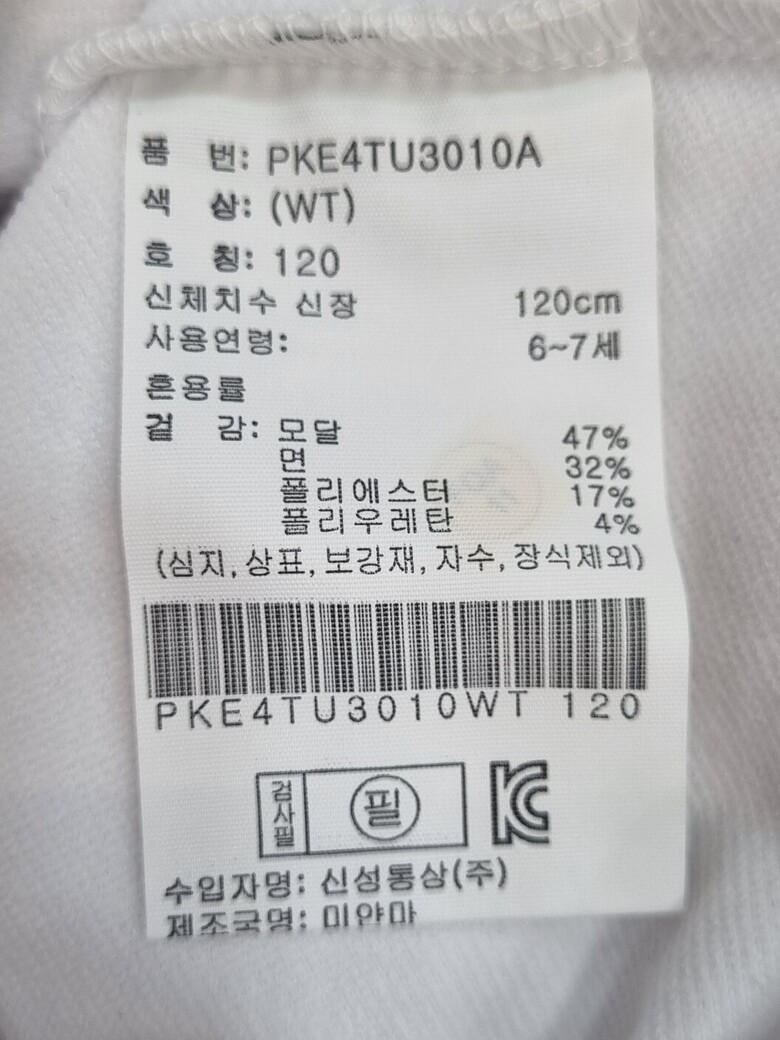 품 번: PKE4TU3010A
색 상: (WT)
호 칭: 120
신체치수 신장 120cm
사용연령: 6~7세
혼용률
겉 감: 모달 47%
면 32%
폴리에스터 17%
폴리우레탄 4%
(심지,상표,보강재,자수,장식제외)
PKE4TU3010WT 120
검사필 필
수입자명: 신성통상(주)
제조국명: 미얀마